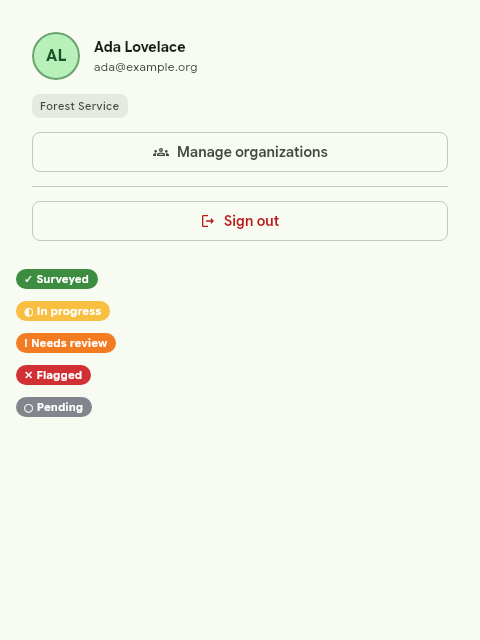 AL
Ada Lovelace
ada@example.org
Forest Service
Manage organizations
Sign out
✓ Surveyed
◐ In progress
! Needs review
✕ Flagged
○ Pending